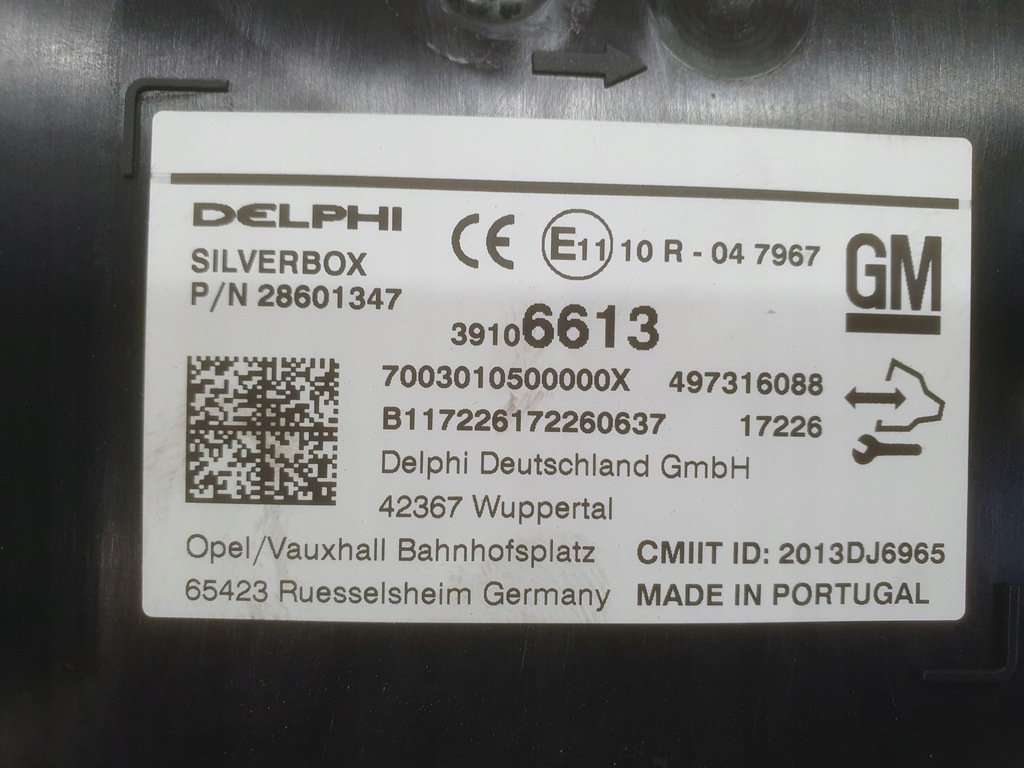 DELPHI
SILVERBOX
P/N 28601347
CE E11 10 R - 04 7967
GM
39106613
7003010500000X 497316088
B117226172260637 17226
Delphi Deutschland GmbH
42367 Wuppertal
Opel/Vauxhall Bahnhofsplatz
65423 Ruesselsheim Germany
CMIIT ID: 2013DJ6965
MADE IN PORTUGAL